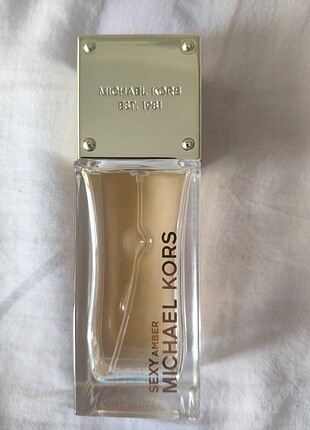 MICHAEL KORS
EST. 1981
SEXY AMBER
MICHAEL KORS